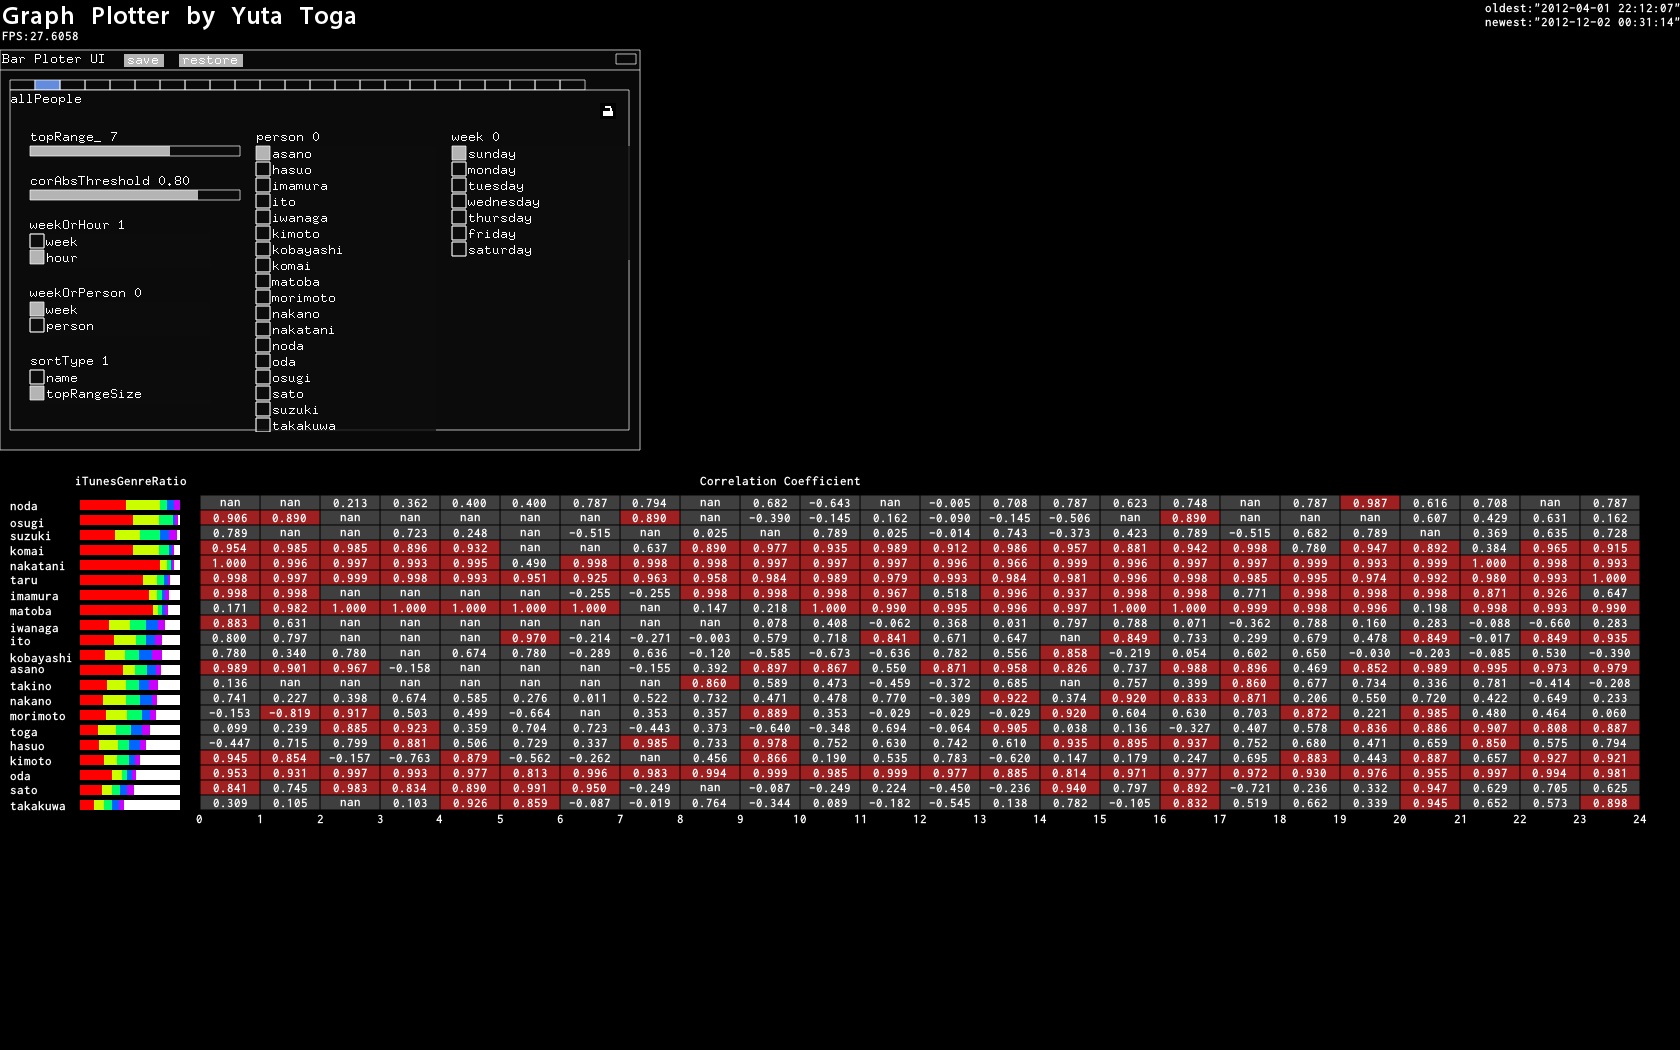 Graph Plotter by Yuta Toga
oldest:"2012-04-01 22:12:07"
newest:"2012-12-02 00:31:14"
FPS:27.6058
Bar Ploter UI save restore
allPeople
topRange_ 7
corAbsThreshold 0.80
weekOrHour 1
week
hour
weekOrPerson 0
week
person
sortType 1
name
topRangeSize
person 0
asano
hasuo
imamura
ito
iwanaga
kimoto
kobayashi
komai
matoba
morimoto
nakano
nakatani
noda
oda
osugi
sato
suzuki
takakuwa
week 0
sunday
monday
tuesday
wednesday
thursday
friday
saturday
iTunesGenreRatio Correlation Coefficient
noda nan nan 0.213 0.362 0.400 0.400 0.787 0.794 nan 0.682 -0.643 nan -0.005 0.708 0.787 0.623 0.748 nan 0.787 0.987 0.616 0.708 nan 0.787
osugi 0.906 0.890 nan nan nan nan nan 0.890 nan -0.390 -0.145 0.162 -0.090 -0.145 -0.506 nan 0.890 nan nan nan 0.607 0.429 0.631 0.162
suzuki 0.789 nan nan 0.723 0.248 nan -0.515 nan 0.025 nan 0.789 0.025 -0.014 0.743 -0.373 0.423 0.789 -0.515 0.682 0.789 nan 0.369 0.635 0.728
komai 0.954 0.985 0.985 0.896 0.932 nan nan 0.637 0.890 0.977 0.935 0.989 0.912 0.986 0.957 0.881 0.942 0.998 0.780 0.947 0.892 0.384 0.965 0.915
nakatani 1.000 0.996 0.997 0.993 0.995 0.490 0.998 0.998 0.998 0.998 0.997 0.991 0.996 0.966 0.999 0.996 0.997 0.997 0.999 0.993 0.999 1.000 0.998 0.993
taru 0.998 0.997 0.999 0.998 0.993 0.951 0.925 0.963 0.958 0.984 0.989 0.979 0.993 0.984 0.981 0.996 0.998 0.985 0.995 0.974 0.992 0.980 0.993 1.000
imamura 0.998 0.998 nan nan nan nan -0.255 -0.255 0.998 0.998 0.998 0.967 0.518 0.996 0.937 0.998 0.998 0.771 0.998 0.998 0.998 0.871 0.926 0.647
matoba 0.171 0.982 1.000 1.000 1.000 1.000 1.000 nan 0.147 0.218 1.000 0.990 0.995 0.996 0.997 1.000 1.000 0.999 0.998 0.996 0.198 0.998 0.993 0.990
iwanaga 0.883 0.631 nan nan nan nan nan nan nan 0.078 0.408 -0.062 0.368 0.031 0.797 0.788 0.071 -0.362 0.788 0.160 0.283 -0.088 -0.660 0.283
ito 0.800 0.797 nan nan nan 0.970 -0.214 -0.271 -0.003 0.579 0.718 0.841 0.671 0.647 nan 0.849 0.733 0.299 0.679 0.478 0.849 -0.017 0.849 0.935
kobayashi 0.780 0.340 0.780 nan 0.674 0.780 -0.289 0.636 -0.120 -0.585 -0.673 -0.636 0.782 0.556 0.858 -0.219 0.054 0.602 0.650 -0.030 -0.203 -0.085 0.530 -0.390
asano 0.989 0.901 0.967 -0.158 nan nan nan -0.155 0.392 0.897 0.867 0.550 0.871 0.958 0.826 0.737 0.988 0.896 0.469 0.852 0.989 0.995 0.973 0.979
takino 0.136 nan nan nan nan nan nan nan 0.860 0.589 0.473 -0.459 -0.372 0.685 nan 0.757 0.399 0.860 0.677 0.734 0.336 0.781 -0.414 -0.208
nakano 0.741 0.227 0.398 0.674 0.585 0.276 0.011 0.522 0.732 0.471 0.478 0.770 -0.309 0.922 0.374 0.920 0.833 0.871 0.206 0.550 0.720 0.422 0.649 0.233
morimoto -0.153 -0.819 0.917 0.503 0.499 -0.664 nan 0.353 0.357 0.889 0.353 -0.029 -0.029 -0.029 0.920 0.604 0.630 0.703 0.872 0.221 0.985 0.480 0.464 0.060
toga 0.099 0.239 0.885 0.923 0.359 0.704 0.723 -0.443 0.373 -0.640 -0.348 0.694 -0.064 0.905 0.038 0.136 -0.327 0.407 0.578 0.836 0.886 0.907 0.808 0.887
hasuo -0.447 0.715 0.799 0.881 0.506 0.729 0.337 0.985 0.733 0.978 0.752 0.630 0.742 0.610 0.935 0.895 0.937 0.752 0.680 0.471 0.659 0.850 0.575 0.794
kimoto 0.945 0.854 -0.157 -0.763 0.879 -0.562 -0.262 nan 0.456 0.866 0.190 0.535 0.783 -0.620 0.147 0.179 0.247 0.695 0.883 0.443 0.887 0.657 0.927 0.921
oda 0.953 0.931 0.997 0.993 0.977 0.813 0.996 0.983 0.994 0.999 0.985 0.999 0.977 0.885 0.814 0.971 0.977 0.972 0.930 0.976 0.955 0.997 0.994 0.981
sato 0.841 0.745 0.983 0.834 0.890 0.991 0.950 -0.249 nan -0.087 -0.249 0.224 -0.450 -0.236 0.940 0.797 0.892 -0.721 0.236 0.332 0.947 0.629 0.705 0.625
takakuwa 0.309 0.105 nan 0.103 0.926 0.859 -0.087 -0.019 0.764 -0.344 0.089 -0.182 -0.545 0.138 0.782 -0.105 0.832 0.519 0.662 0.339 0.945 0.652 0.573 0.898
0 1 2 3 4 5 6 7 8 9 10 11 12 13 14 15 16 17 18 19 20 21 22 23 24